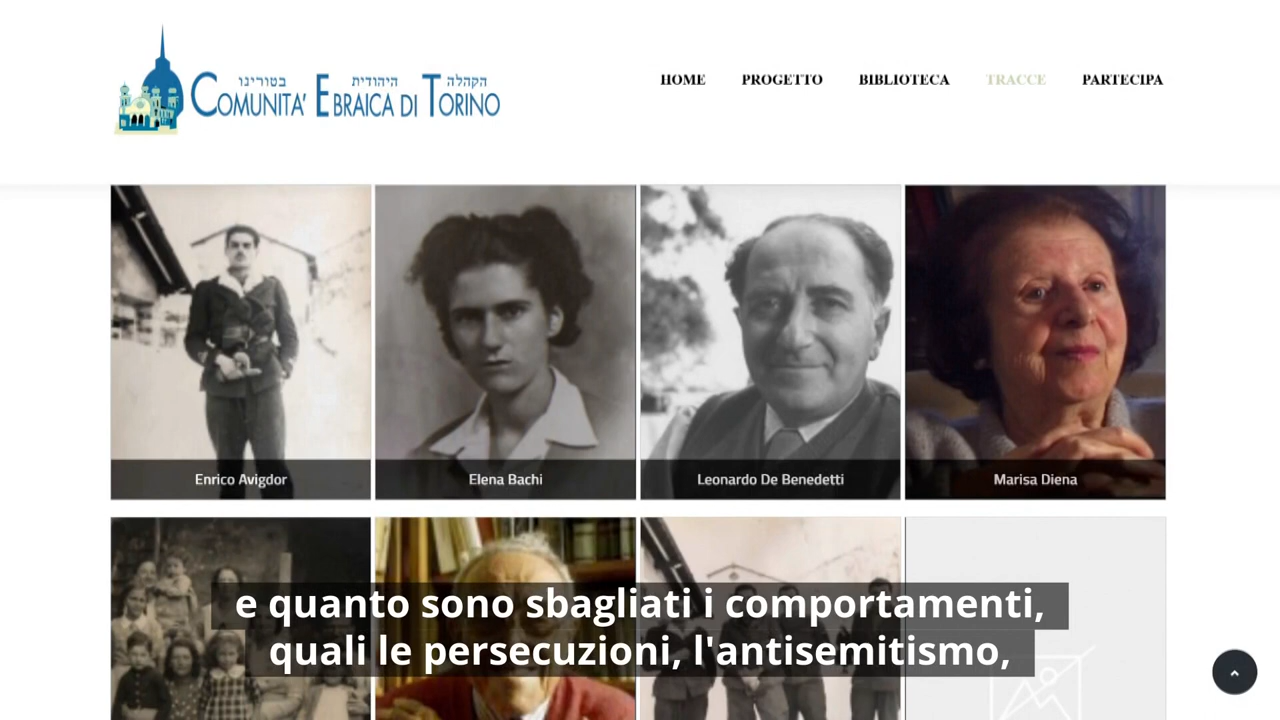 בטורינו היהודית הקהלה
COMUNITA' EBRAICA DI TORINO
HOME PROGETTO BIBLIOTECA TRACCE PARTECIPA
Enrico Avigdor Elena Bachi Leonardo De Benedetti Marisa Diena
e quanto sono sbagliati i comportamenti,
quali le persecuzioni, l'antisemitismo,